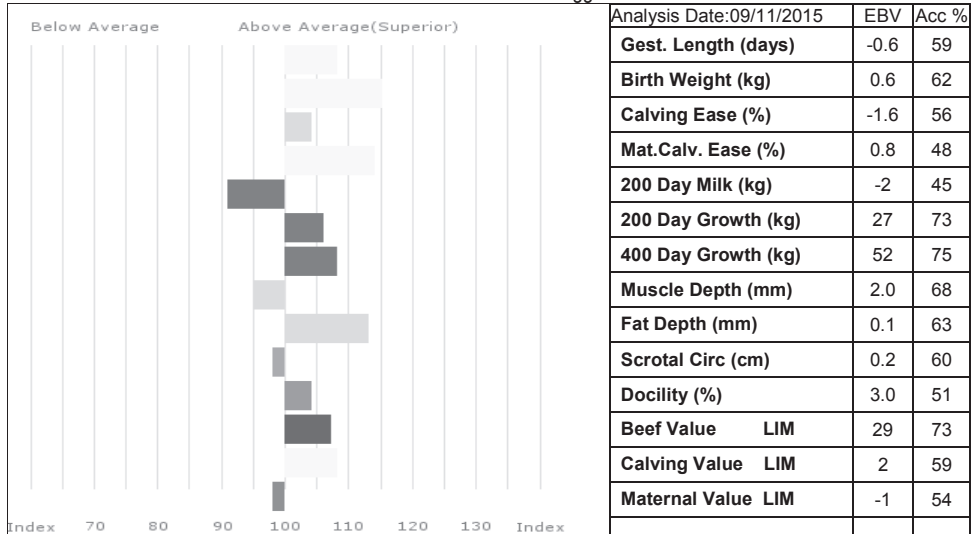 Below Average Above Average(Superior)
Index 70 80 90 100 110 120 130 Index
Analysis Date:09/11/2015 EBV Acc %
Gest. Length (days) -0.6 59
Birth Weight (kg) 0.6 62
Calving Ease (%) -1.6 56
Mat.Calv. Ease (%) 0.8 48
200 Day Milk (kg) -2 45
200 Day Growth (kg) 27 73
400 Day Growth (kg) 52 75
Muscle Depth (mm) 2.0 68
Fat Depth (mm) 0.1 63
Scrotal Circ (cm) 0.2 60
Docility (%) 3.0 51
Beef Value LIM 29 73
Calving Value LIM 2 59
Maternal Value LIM -1 54